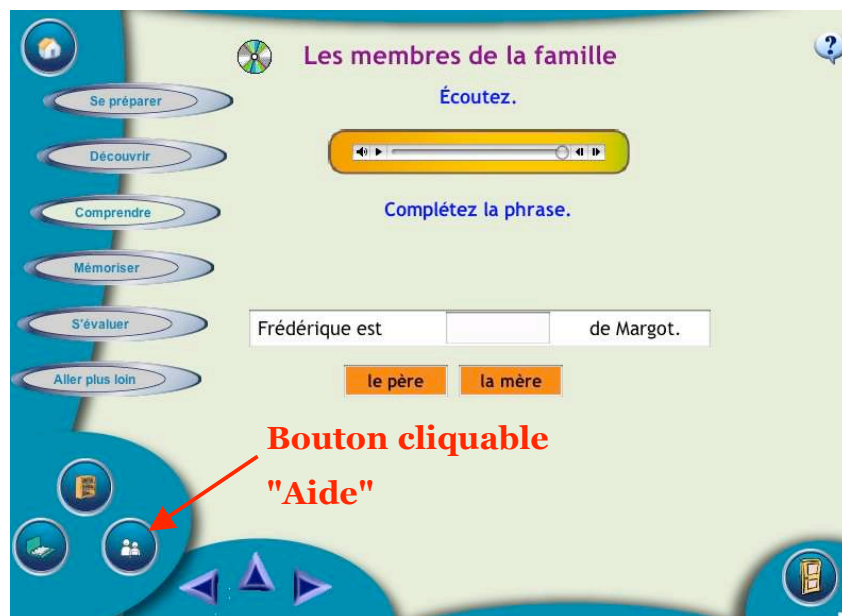 Les membres de la famille
?
Écoutez.
Complétez la phrase.
Se préparer
Découvrir
Comprendre
Mémoriser
S'évaluer
Aller plus loin
Frédérique est de Margot.
le père la mère
Bouton cliquable
"Aide"